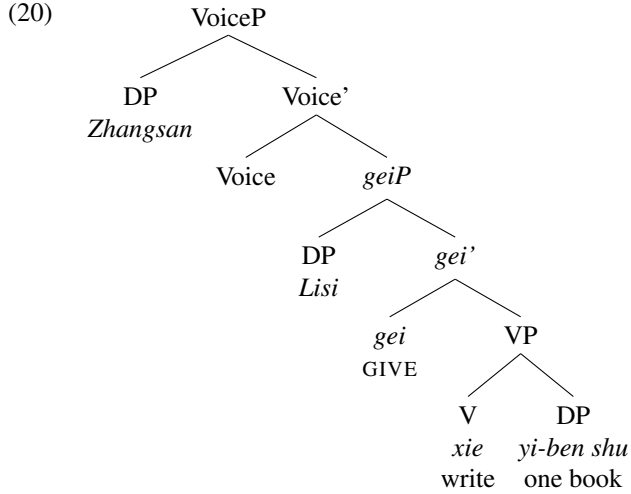 (20) VoiceP
DP Voice'
Zhangsan
Voice geiP
DP gei'
Lisi
gei VP
GIVE
V DP
xie yi-ben shu
write one book